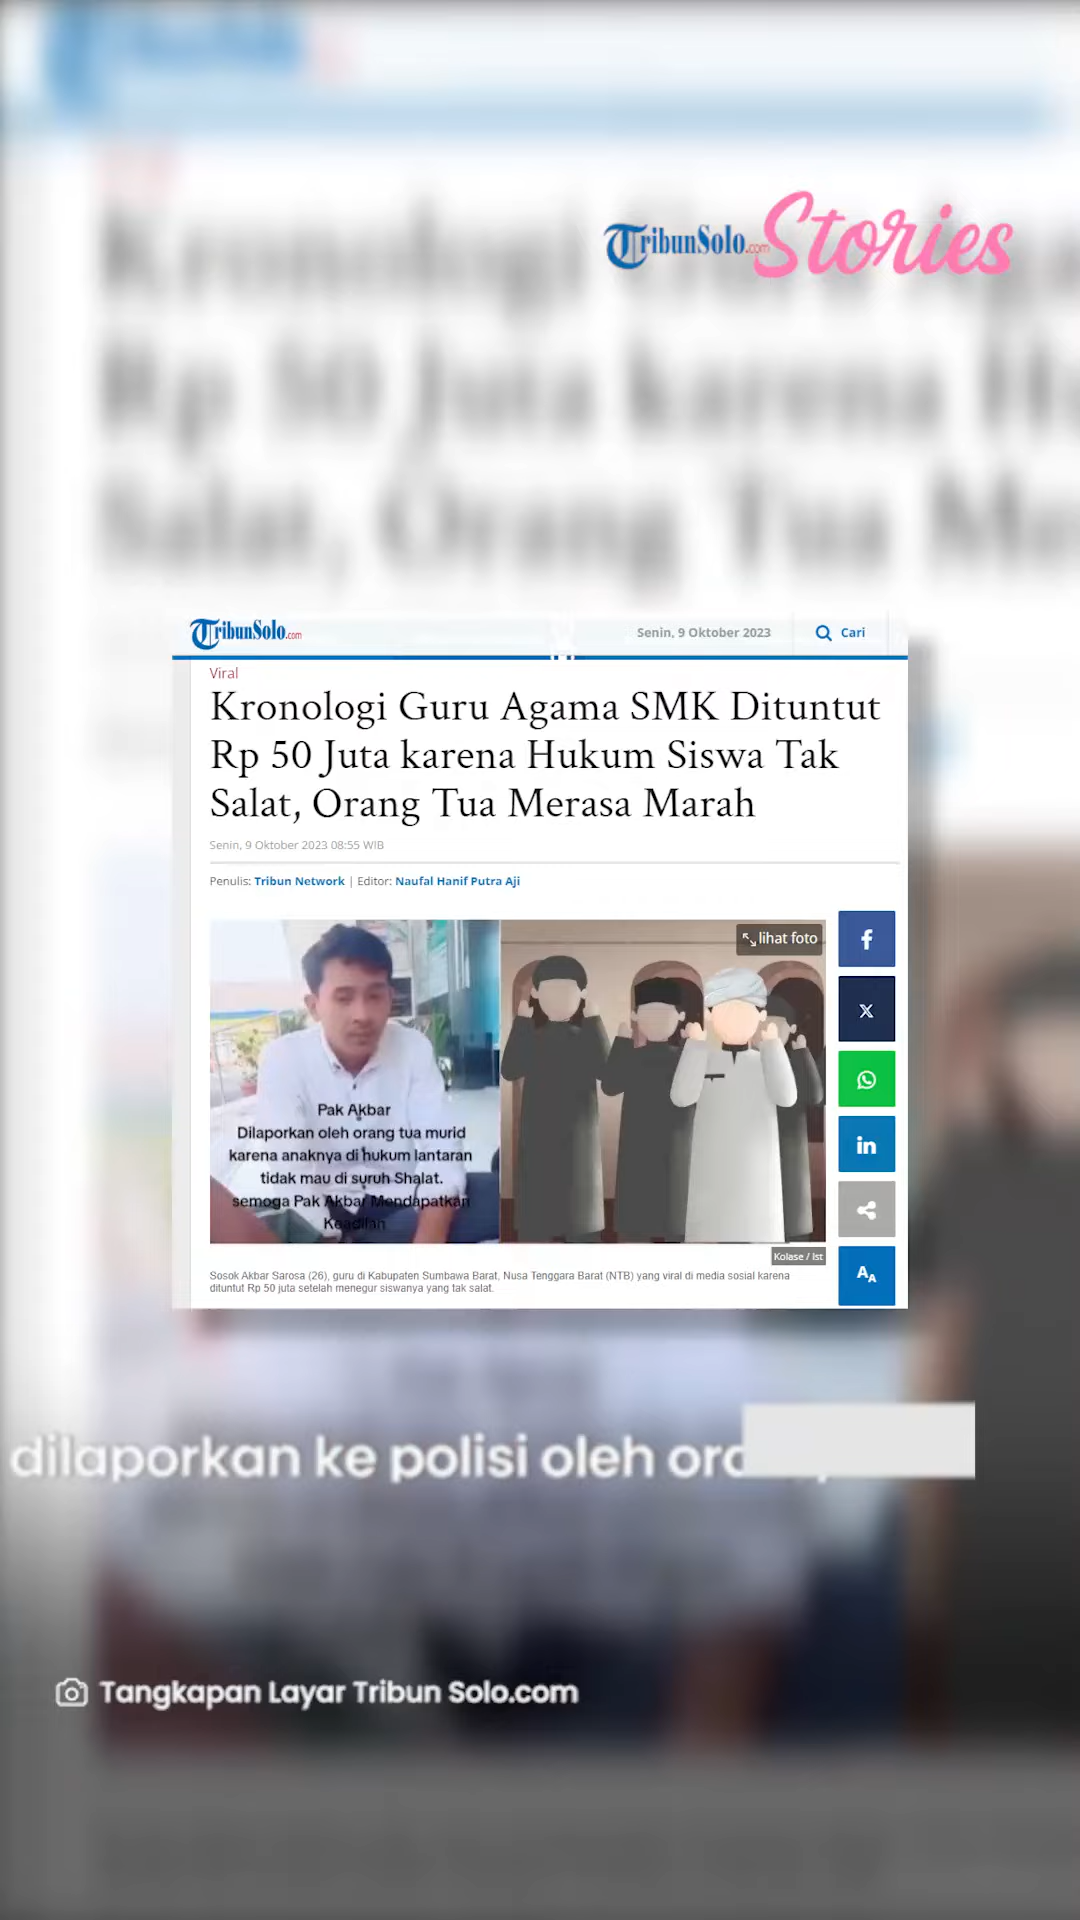 TribunSolo.com Stories
TribunSolo.com
Senin, 9 Oktober 2023
Cari
Viral
Kronologi Guru Agama SMK Dituntut
Rp 50 Juta karena Hukum Siswa Tak
Salat, Orang Tua Merasa Marah
Senin, 9 Oktober 2023 08:55 WIB
Penulis: Tribun Network | Editor: Naufal Hanif Putra Aji
lihat foto
Pak Akbar
Dilaporkan oleh orang tua murid
karena anaknya di hukum lantaran
tidak mau di suruh Shalat.
semoga Pak Akbar Mendapatkan
Keadilan
Kolase / Ist
Sosok Akbar Sarosa (26), guru di Kabupaten Sumbawa Barat, Nusa Tenggara Barat (NTB) yang viral di media sosial karena
dituntut Rp 50 juta setelah menegur siswanya yang tak salat.
dilaporkan ke polisi oleh
Tangkapan Layar Tribun Solo.com